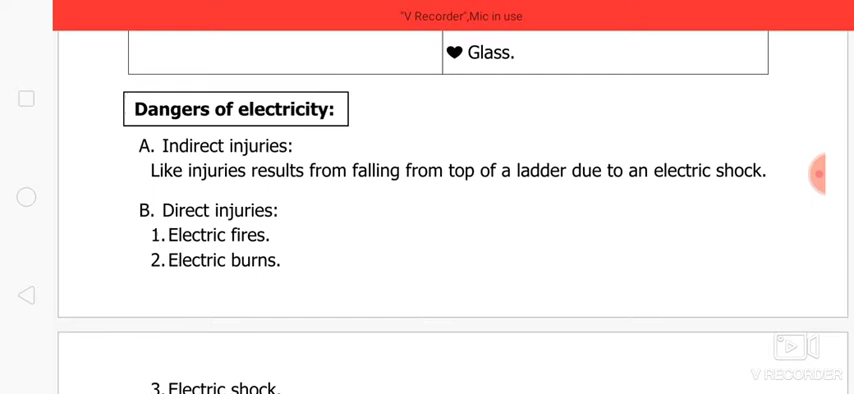 "V Recorder",Mic in use
♥ Glass.
Dangers of electricity:
A. Indirect injuries:
Like injuries results from falling from top of a ladder due to an electric shock.
B. Direct injuries:
1. Electric fires.
2. Electric burns.
V RECORDER
3. Electric shock.